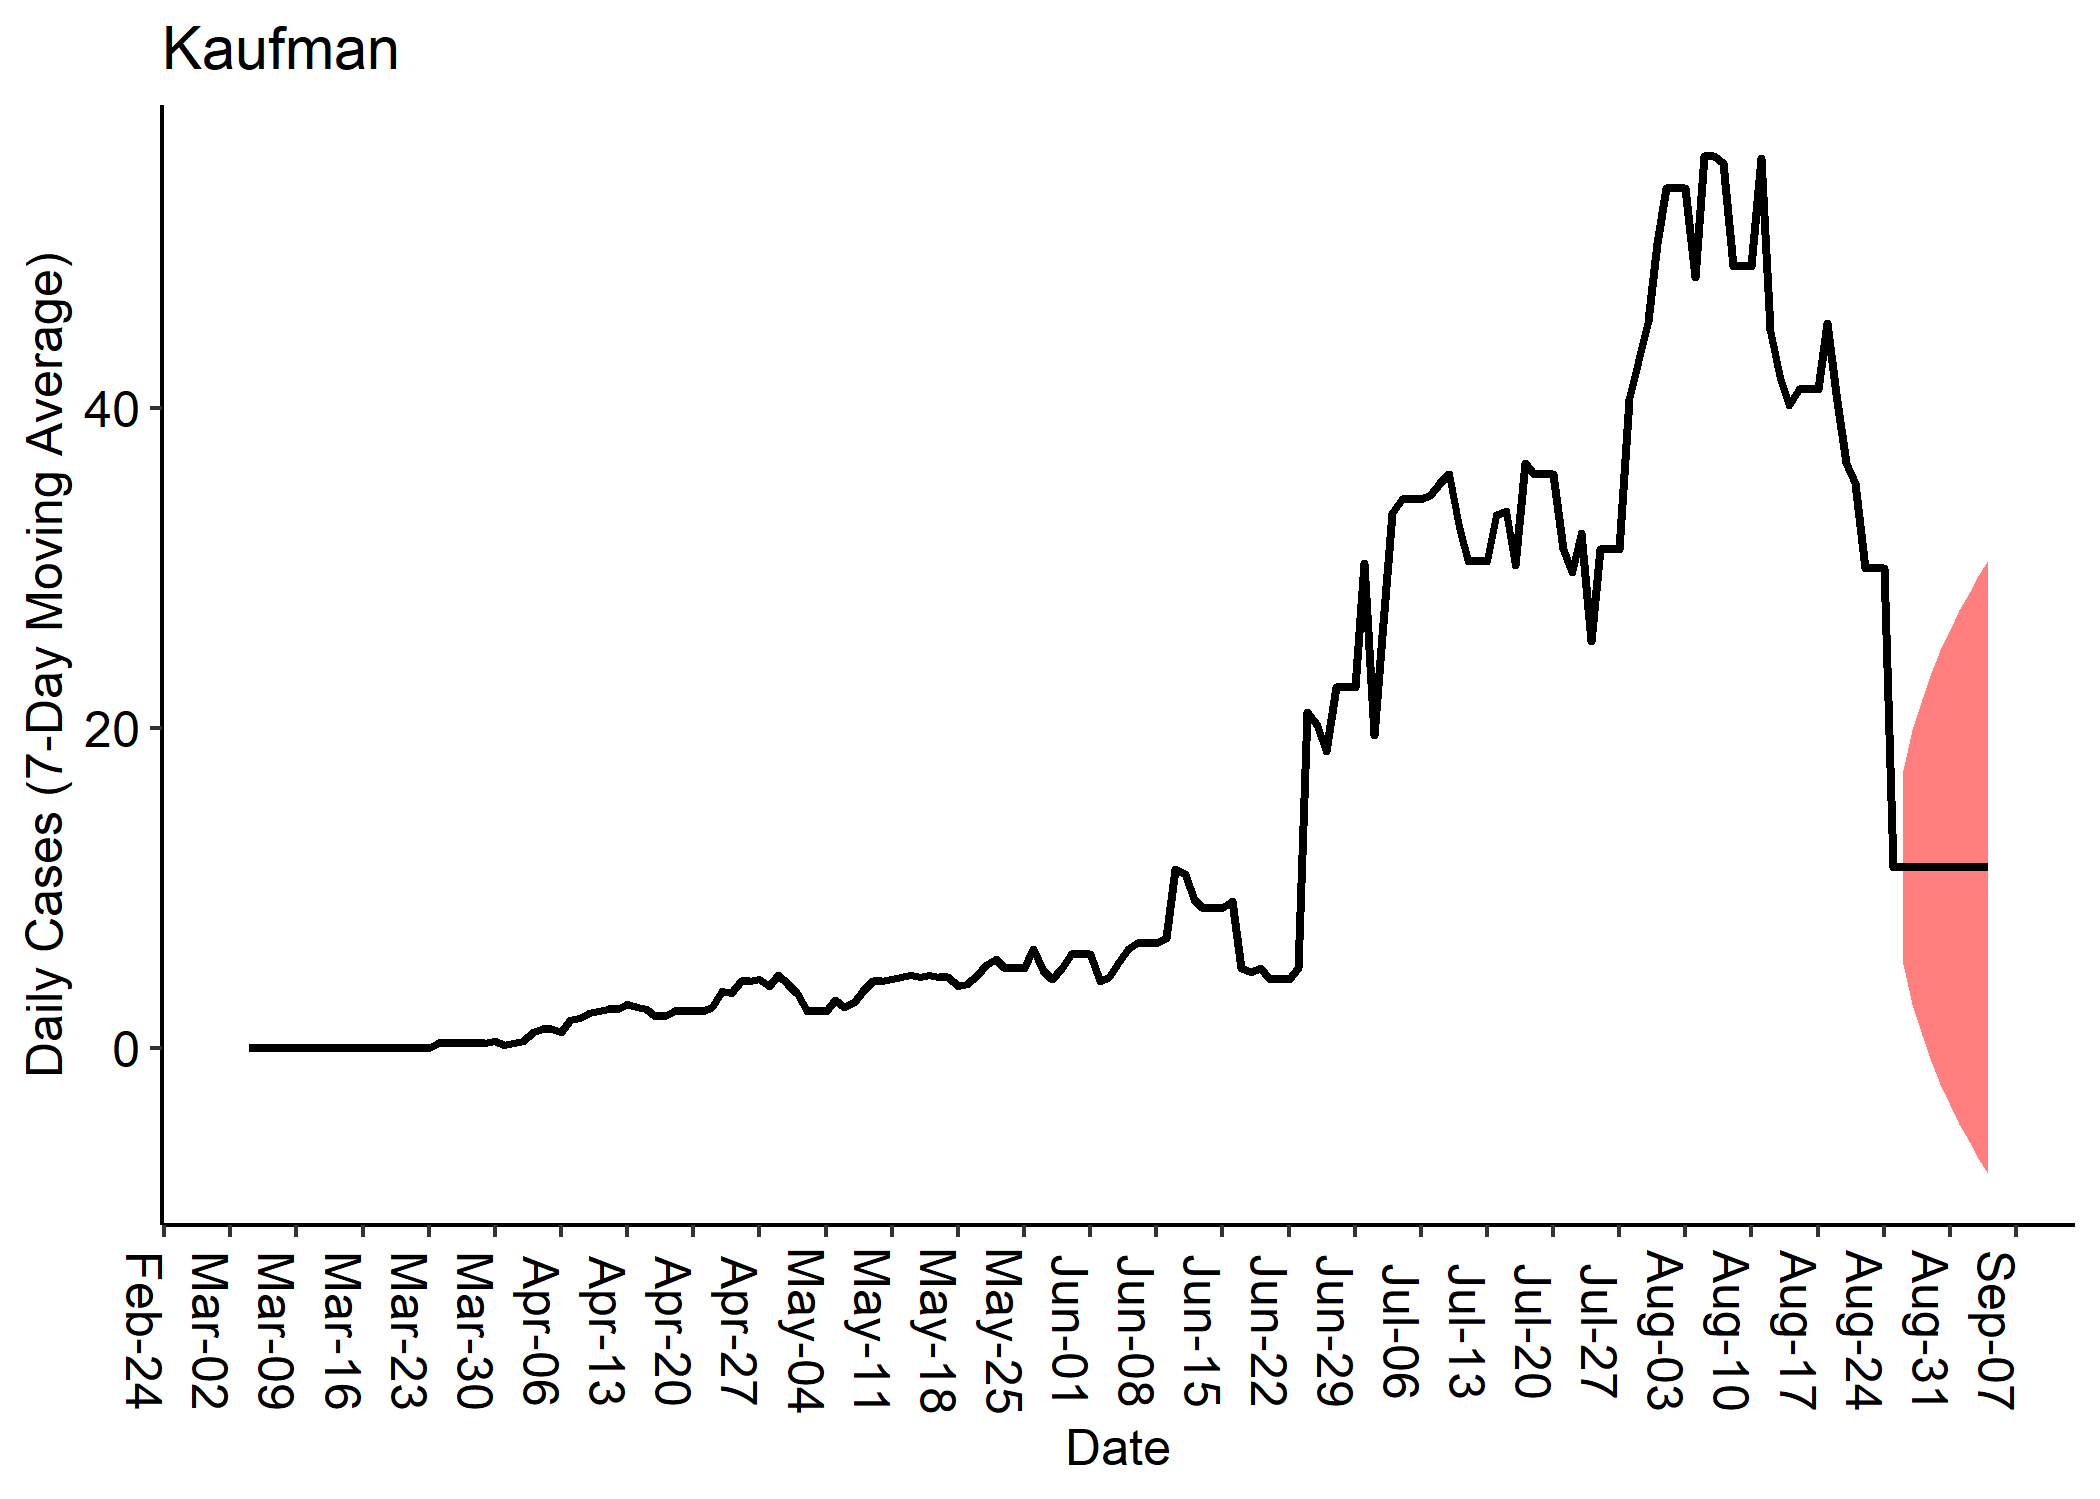 Kaufman
Daily Cases (7-Day Moving Average)
40
20
0
Feb-24
Mar-02
Mar-09
Mar-16
Mar-23
Mar-30
Apr-06
Apr-13
Apr-20
Apr-27
May-04
May-11
May-18
May-25
Jun-01
Jun-08
Jun-15
Jun-22
Jun-29
Jul-06
Jul-13
Jul-20
Jul-27
Aug-03
Aug-10
Aug-17
Aug-24
Aug-31
Sep-07
Date